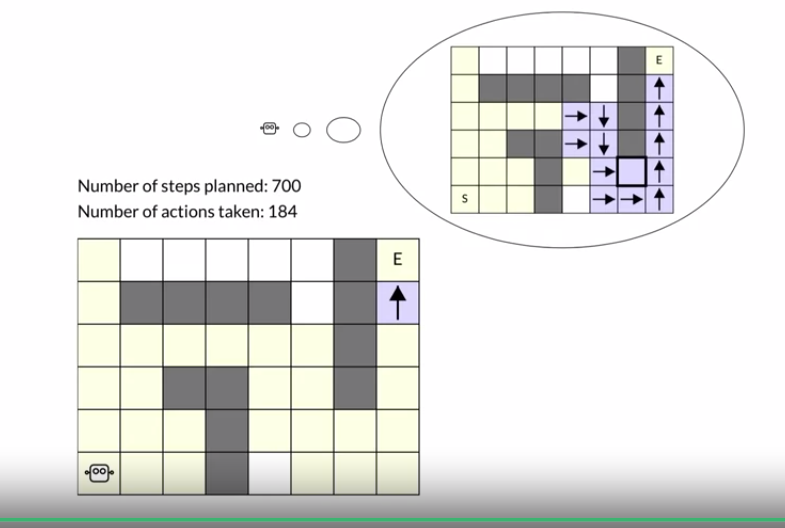 E
S
Number of steps planned: 700
Number of actions taken: 184
E